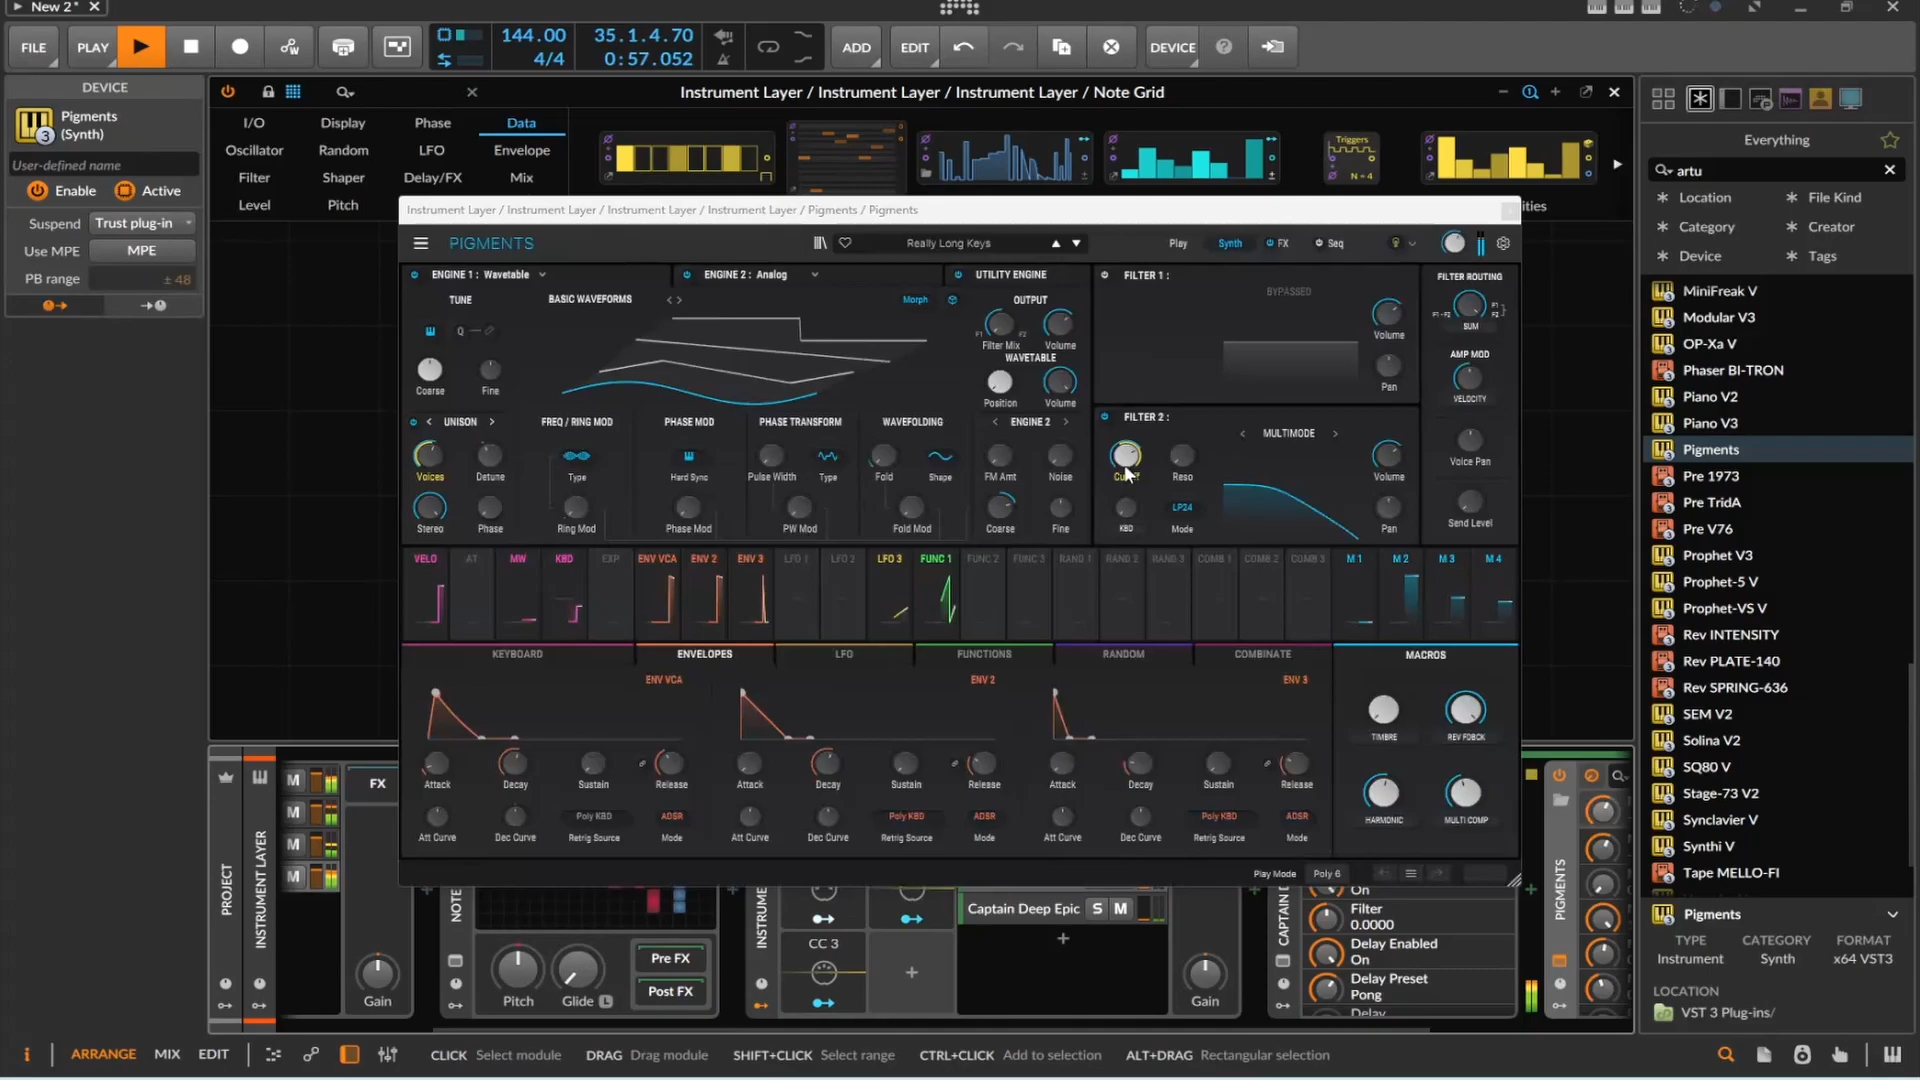 New 2*
FILE
PLAY
144.00
4/4
35.1.4.70
0:57.052
ADD
EDIT
DEVICE
DEVICE
Pigments
(Synth)
User-defined name
Enable
Active
Suspend
Trust plug-in
Use MPE
MPE
PB range
± 48
Instrument Layer / Instrument Layer / Instrument Layer / Note Grid
I/O
Display
Phase
Data
Oscillator
Random
LFO
Envelope
Filter
Shaper
Delay/FX
Mix
Level
Pitch
Triggers
N = 4
Instrument Layer / Instrument Layer / Instrument Layer / Instrument Layer / Pigments / Pigments
PIGMENTS
Really Long Keys
Play
Synth
FX
Seq
ENGINE 1 : Wavetable
ENGINE 2 : Analog
UTILITY ENGINE
FILTER 1 :
FILTER ROUTING
TUNE
BASIC WAVEFORMS
Morph
OUTPUT
BYPASSED
Q
F1
F2
F1 - F2
SUM
Filter Mix
Volume
Volume
WAVETABLE
AMP MOD
Coarse
Fine
Position
Volume
Pan
VELOCITY
UNISON
FREQ / RING MOD
PHASE MOD
PHASE TRANSFORM
WAVEFOLDING
ENGINE 2
FILTER 2 :
MULTIMODE
Voices
Detune
Type
Hard Sync
Pulse Width
Type
Fold
Shape
FM Amt
Noise
Reso
Volume
Voice Pan
LP24
Stereo
Phase
Ring Mod
Phase Mod
PW Mod
Fold Mod
Coarse
Fine
KBD
Mode
Pan
Send Level
VELO
AT
MW
KBD
EXP
ENV VCA
ENV 2
ENV 3
LFO 1
LFO 2
LFO 3
FUNC 1
FUNC 2
FUNC 3
RAND 1
RAND 2
RAND 3
COMB 1
COMB 2
COMB 3
M 1
M 2
M 3
M 4
KEYBOARD
ENVELOPES
LFO
FUNCTIONS
RANDOM
COMBINATE
MACROS
ENV VCA
ENV 2
ENV 3
TIMBRE
REV FDBCK
Attack
Decay
Sustain
Release
Attack
Decay
Sustain
Release
Attack
Decay
Sustain
Release
Poly KBD
ADSR
Poly KBD
ADSR
Poly KBD
ADSR
HARMONIC
MULTI COMP
Att Curve
Dec Curve
Retrig Source
Mode
Att Curve
Dec Curve
Retrig Source
Mode
Att Curve
Dec Curve
Retrig Source
Mode
Play Mode
Poly 6
Everything
artu
Location
File Kind
Category
Creator
Device
Tags
MiniFreak V
Modular V3
OP-Xa V
Phaser BI-TRON
Piano V2
Piano V3
Pigments
Pre 1973
Pre TridA
Pre V76
Prophet V3
Prophet-5 V
Prophet-VS V
Rev INTENSITY
Rev PLATE-140
Rev SPRING-636
SEM V2
Solina V2
SQ80 V
Stage-73 V2
Synclavier V
Synthi V
Tape MELLO-FI
Pigments
TYPE
CATEGORY
FORMAT
Instrument
Synth
x64 VST3
LOCATION
VST 3 Plug-ins/
PROJECT
INSTRUMENT LAYER
M
M
M
M
FX
Gain
Pitch
Glide
L
Pre FX
Post FX
CC 3
Captain Deep Epic
S
M
Gain
On
Filter
0.0000
Delay Enabled
On
Delay Preset
Pong
PIGMENTS
i
ARRANGE
MIX
EDIT
CLICK Select module
DRAG Drag module
SHIFT+CLICK Select range
CTRL+CLICK Add to selection
ALT+DRAG Rectangular selection